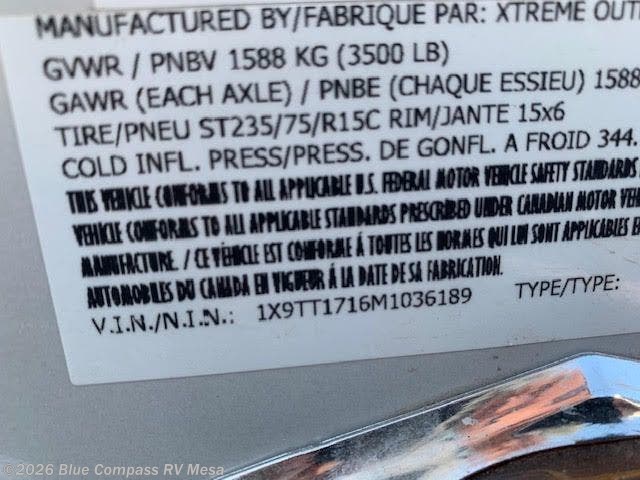 MANUFACTURED BY/FABRIQUE PAR: XTREME OUT
GVWR / PNBV 1588 KG (3500 LB)
GAWR (EACH AXLE) / PNBE (CHAQUE ESSIEU) 1588
TIRE/PNEU ST235/75/R15C RIM/JANTE 15x6
COLD INFL. PRESS/PRESS. DE GONFL. A FROID 344.
THIS VEHICLE CONFORMS TO ALL APPLICABLE U.S. FEDERAL MOTOR VEHICLE SAFETY STANDARDS
VEHICLE CONFORMS TO ALL APPLICABLE STANDARDS PRESCRIBED UNDER CANADIAN MOTOR VEH
MANUFACTURE. / CE VÉHICLE EST CONFORME À TOUTES LES NORMES QUI LUI SONT APPLICABLES E
AUTOMOBILES DU CANADA EN VIGUEUR À LA DATE DE SA FABRICATION.
V.I.N./N.I.N.: 1X9TT1716M1036189 TYPE/TYPE:
©2026 Blue Compass RV Mesa